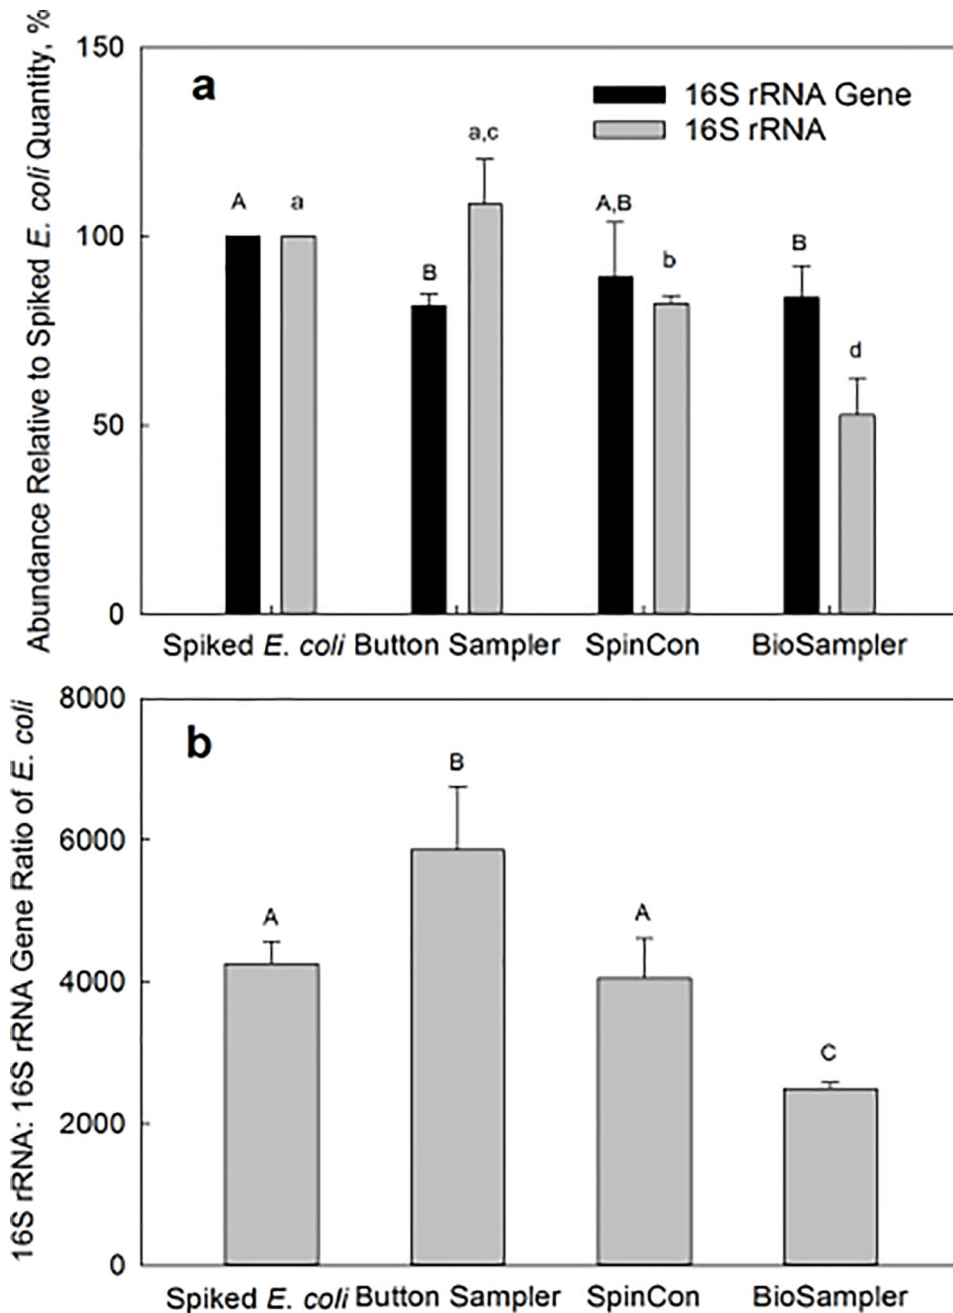 Abundance Relative to Spiked E. coli Quantity, %
150
100
50
0
a
16S rRNA Gene
16S rRNA
A
a
B
a,c
A,B
b
B
d
Spiked E. coli
Button Sampler
SpinCon
BioSampler
16S rRNA: 16S rRNA Gene Ratio of E. coli
8000
6000
4000
2000
0
b
A
B
A
C
Spiked E. coli
Button Sampler
SpinCon
BioSampler